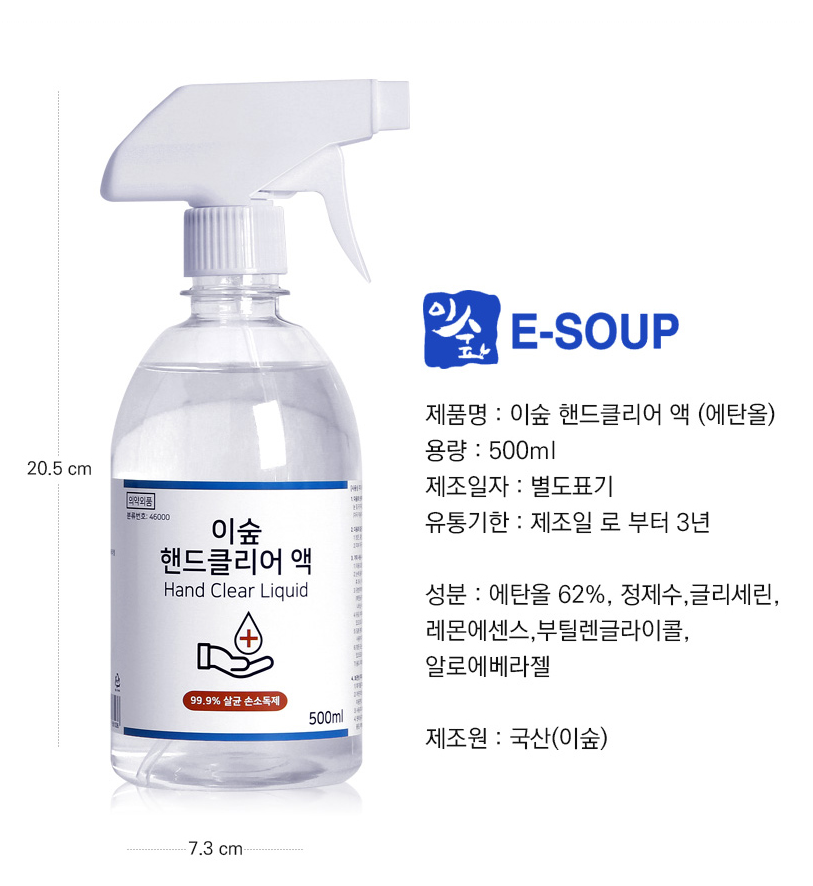 이숲
E-SOUP
제품명 : 이숲 핸드클리어 액 (에탄올)
용량 : 500ml
제조일자 : 별도표기
유통기한 : 제조일 로 부터 3년
성분 : 에탄올 62%, 정제수,글리세린,
레몬에센스,부틸렌글라이콜,
알로에베라젤
제조원 : 국산(이숲)
20.5 cm
의약외품
분류번호: 46000
이숲
핸드클리어 액
Hand Clear Liquid
99.9% 살균 손소독제
500ml
7.3 cm